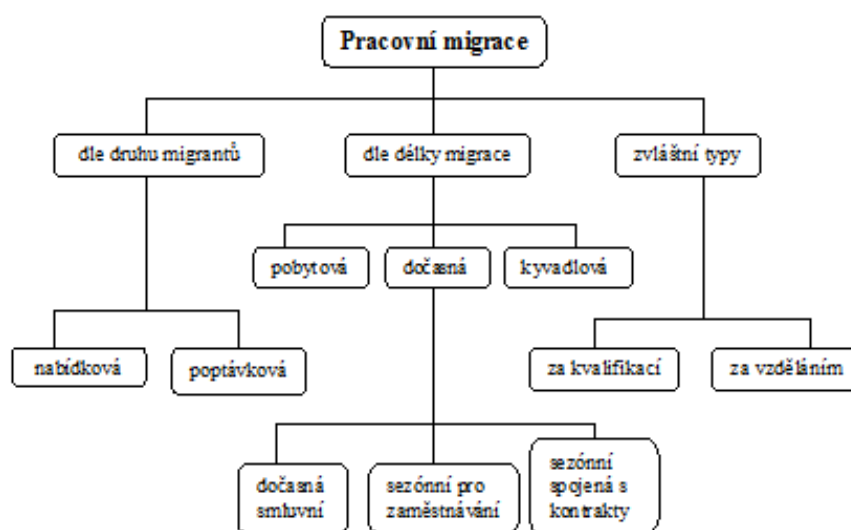 Pracovní migrace
dle druhu migrantů
dle délky migrace
zvláštní typy
pobytová
dočasná
kyvadlová
nabídková
poptávková
za kvalifikací
za vzděláním
dočasná
smluvní
sezónní pro
zaměstnávání
sezónní
spojená s
kontrakty